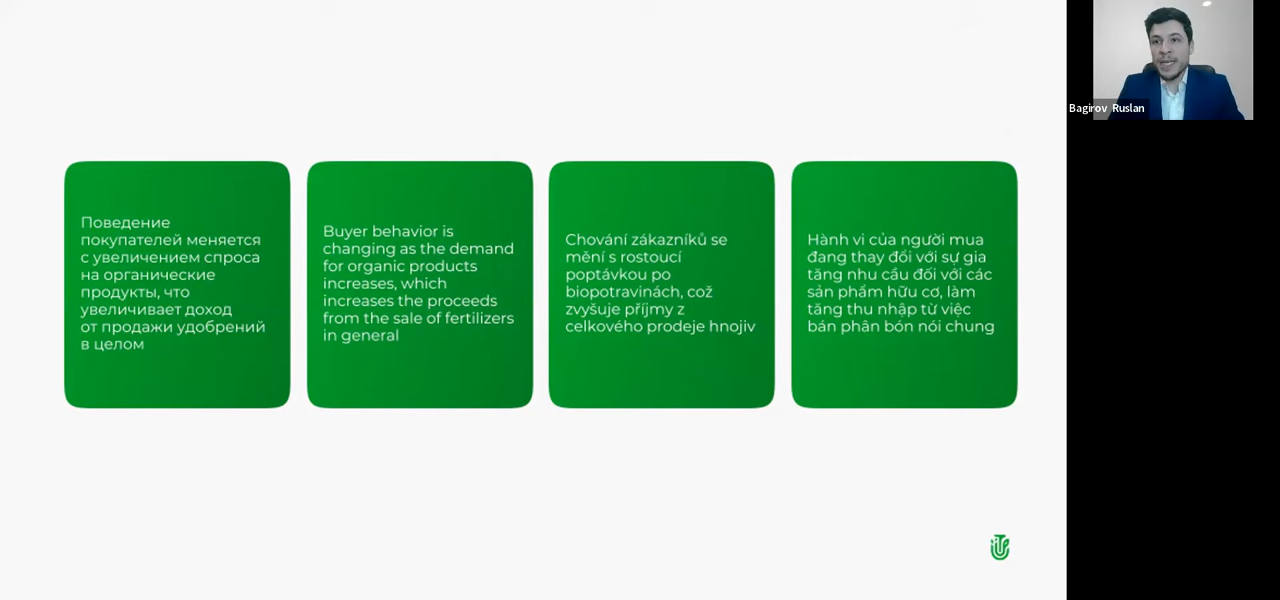 Поведение
покупателей меняется
с увеличением спроса
на органические
продукты, что
увеличивает доход
от продажи удобрений
в целом
Buyer behavior is
changing as the demand
for organic products
increases, which
increases the proceeds
from the sale of fertilizers
in general
Chování zákazníků se
mění s rostoucí
poptávkou po
biopotravinách, což
zvyšuje příjmy z
celkového prodeje hnojiv
Hành vi của người mua
đang thay đổi với sự gia
tăng nhu cầu đối với các
sản phẩm hữu cơ, làm
tăng thu nhập từ việc
bán phân bón nói chung
Bagirov Ruslan